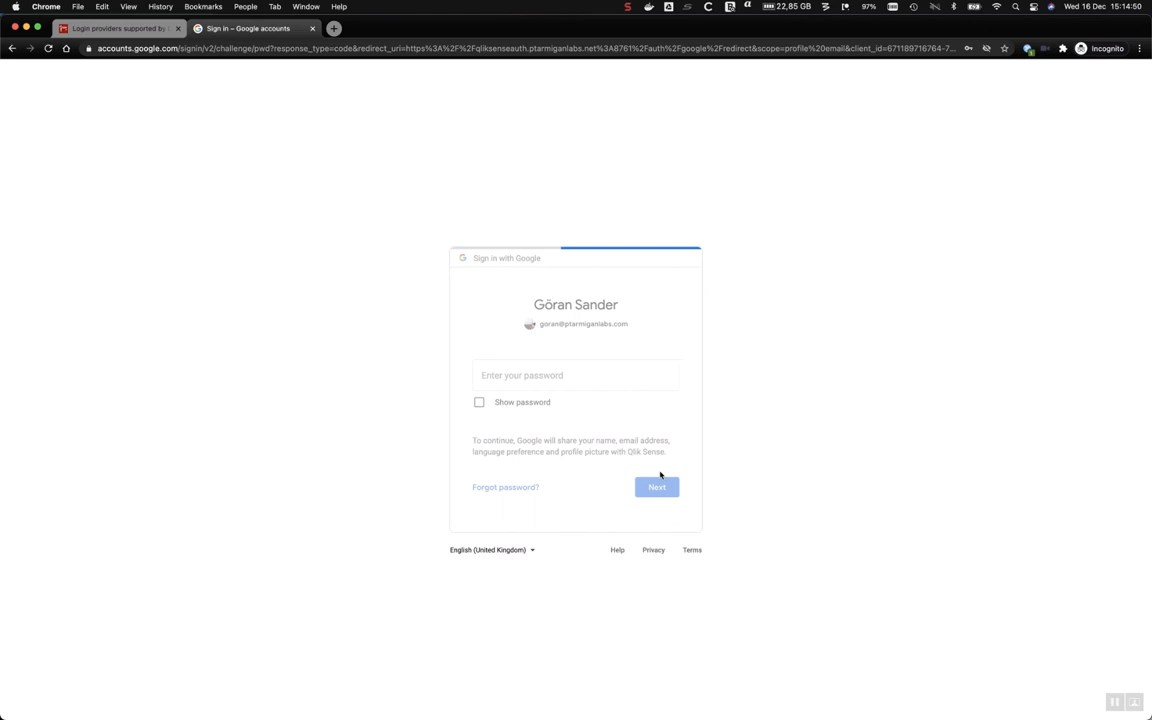 Chrome File Edit View History Bookmarks People Tab Window Help 22,85 GB 97% Wed 16 Dec 15:14:50
Login providers supported by
Sign in – Google accounts
accounts.google.com/signin/v2/challenge/pwd?response_type=code&redirect_uri=https%3A%2F%2Fqliksenseauth.ptarmiganlabs.net%3A8761%2Fauth%2Fgoogle%2Fredirect&scope=profile%20email&client_id=671189716764-7... Incognito
Sign in with Google
Göran Sander
goran@ptarmiganlabs.com
Enter your password
Show password
To continue, Google will share your name, email address,
language preference and profile picture with Qlik Sense.
Forgot password? Next
English (United Kingdom) Help Privacy Terms